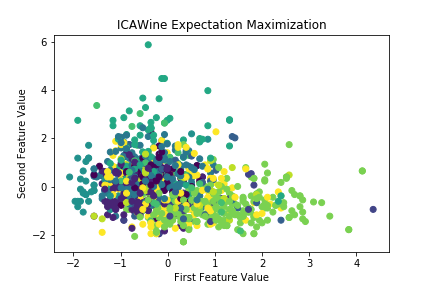 ICAWine Expectation Maximization
6
4
2
0
−2
Second Feature Value
−2 −1 0 1 2 3 4
First Feature Value